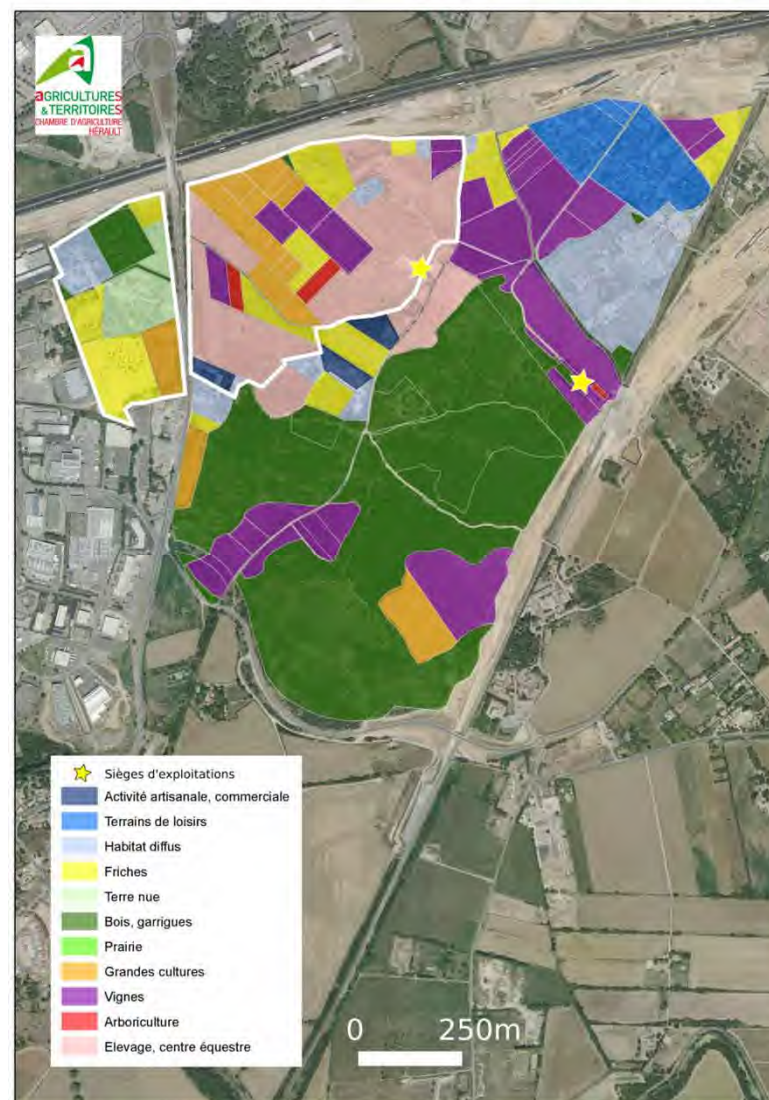 aGRICULTURES
& TERRITOIRES
CHAMBRE D'AGRICULTURE
HÉRAULT
Sièges d'exploitations
Activité artisanale, commerciale
Terrains de loisirs
Habitat diffus
Friches
Terre nue
Bois, garrigues
Prairie
Grandes cultures
Vignes
Arboriculture
Elevage, centre équestre
0 250m